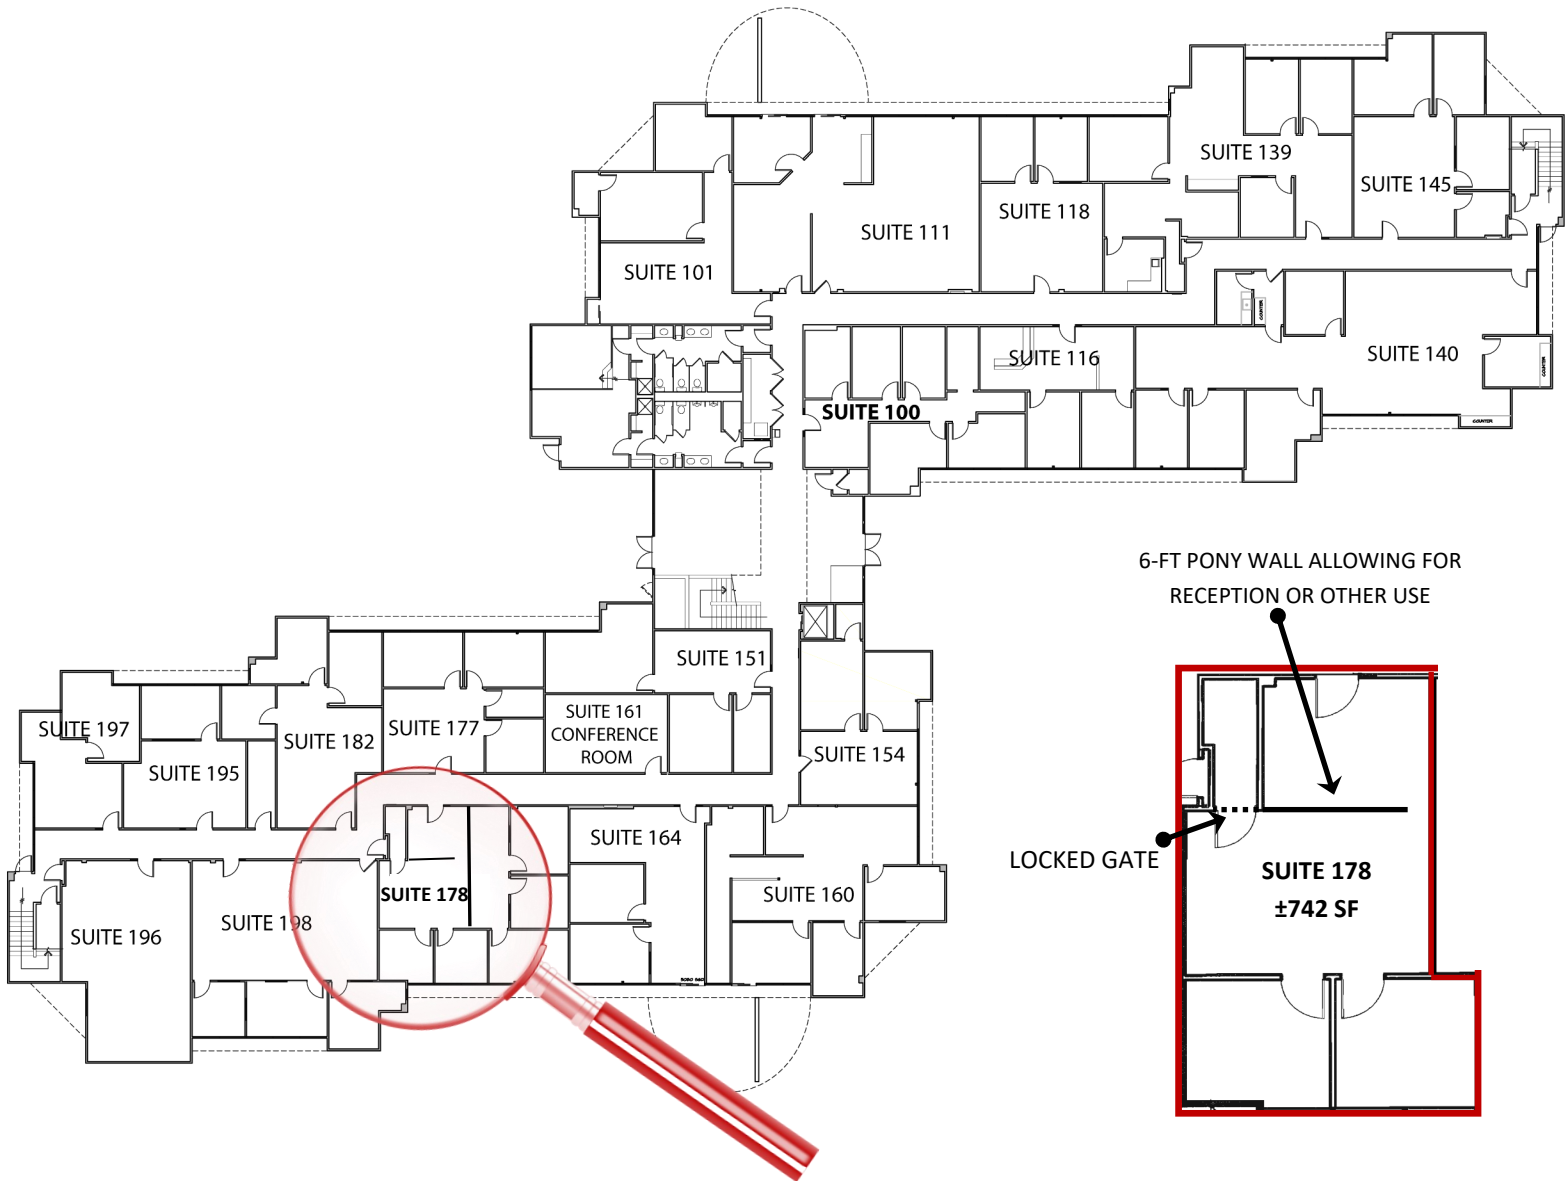 SUITE 139
SUITE 145
SUITE 118
SUITE 111
SUITE 101
COUNTER
SUITE 116
SUITE 140
COUNTER
SUITE 100
COUNTER
6-FT PONY WALL ALLOWING FOR
RECEPTION OR OTHER USE
SUITE 151
SUITE 161
CONFERENCE
ROOM
SUITE 197
SUITE 177
SUITE 182
SUITE 154
SUITE 195
SUITE 164
LOCKED GATE
SUITE 178
±742 SF
SUITE 178
SUITE 160
SUITE 198
SUITE 196